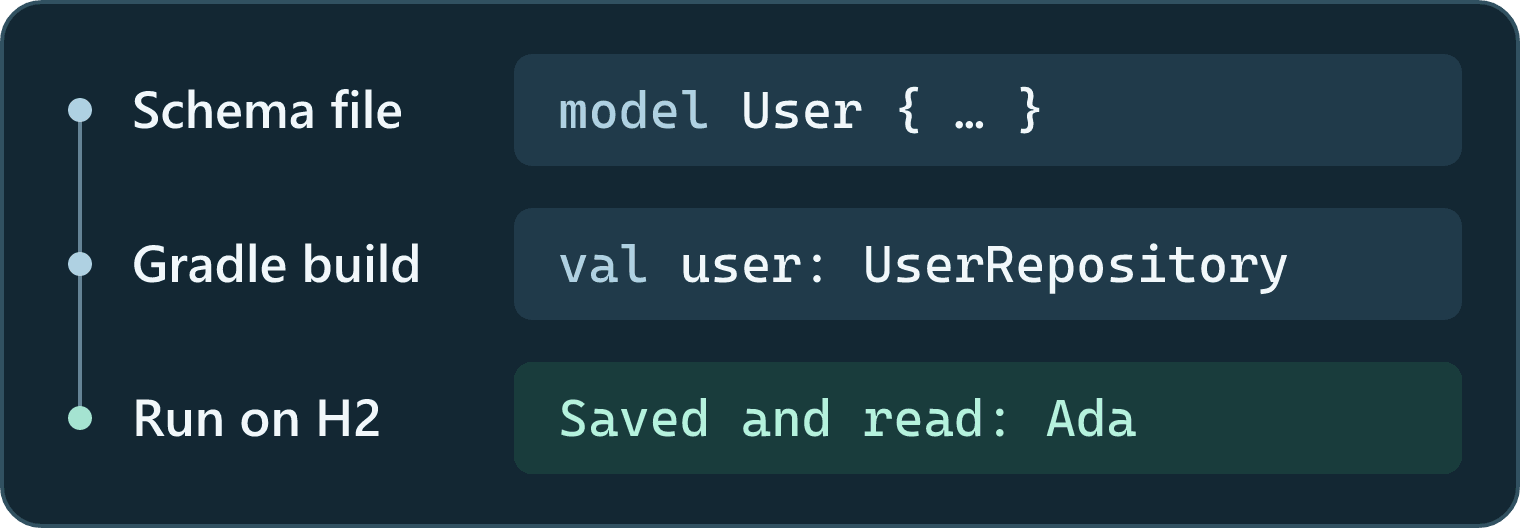 Schema file
model User { … }
Gradle build
val user: UserRepository
Run on H2
Saved and read: Ada